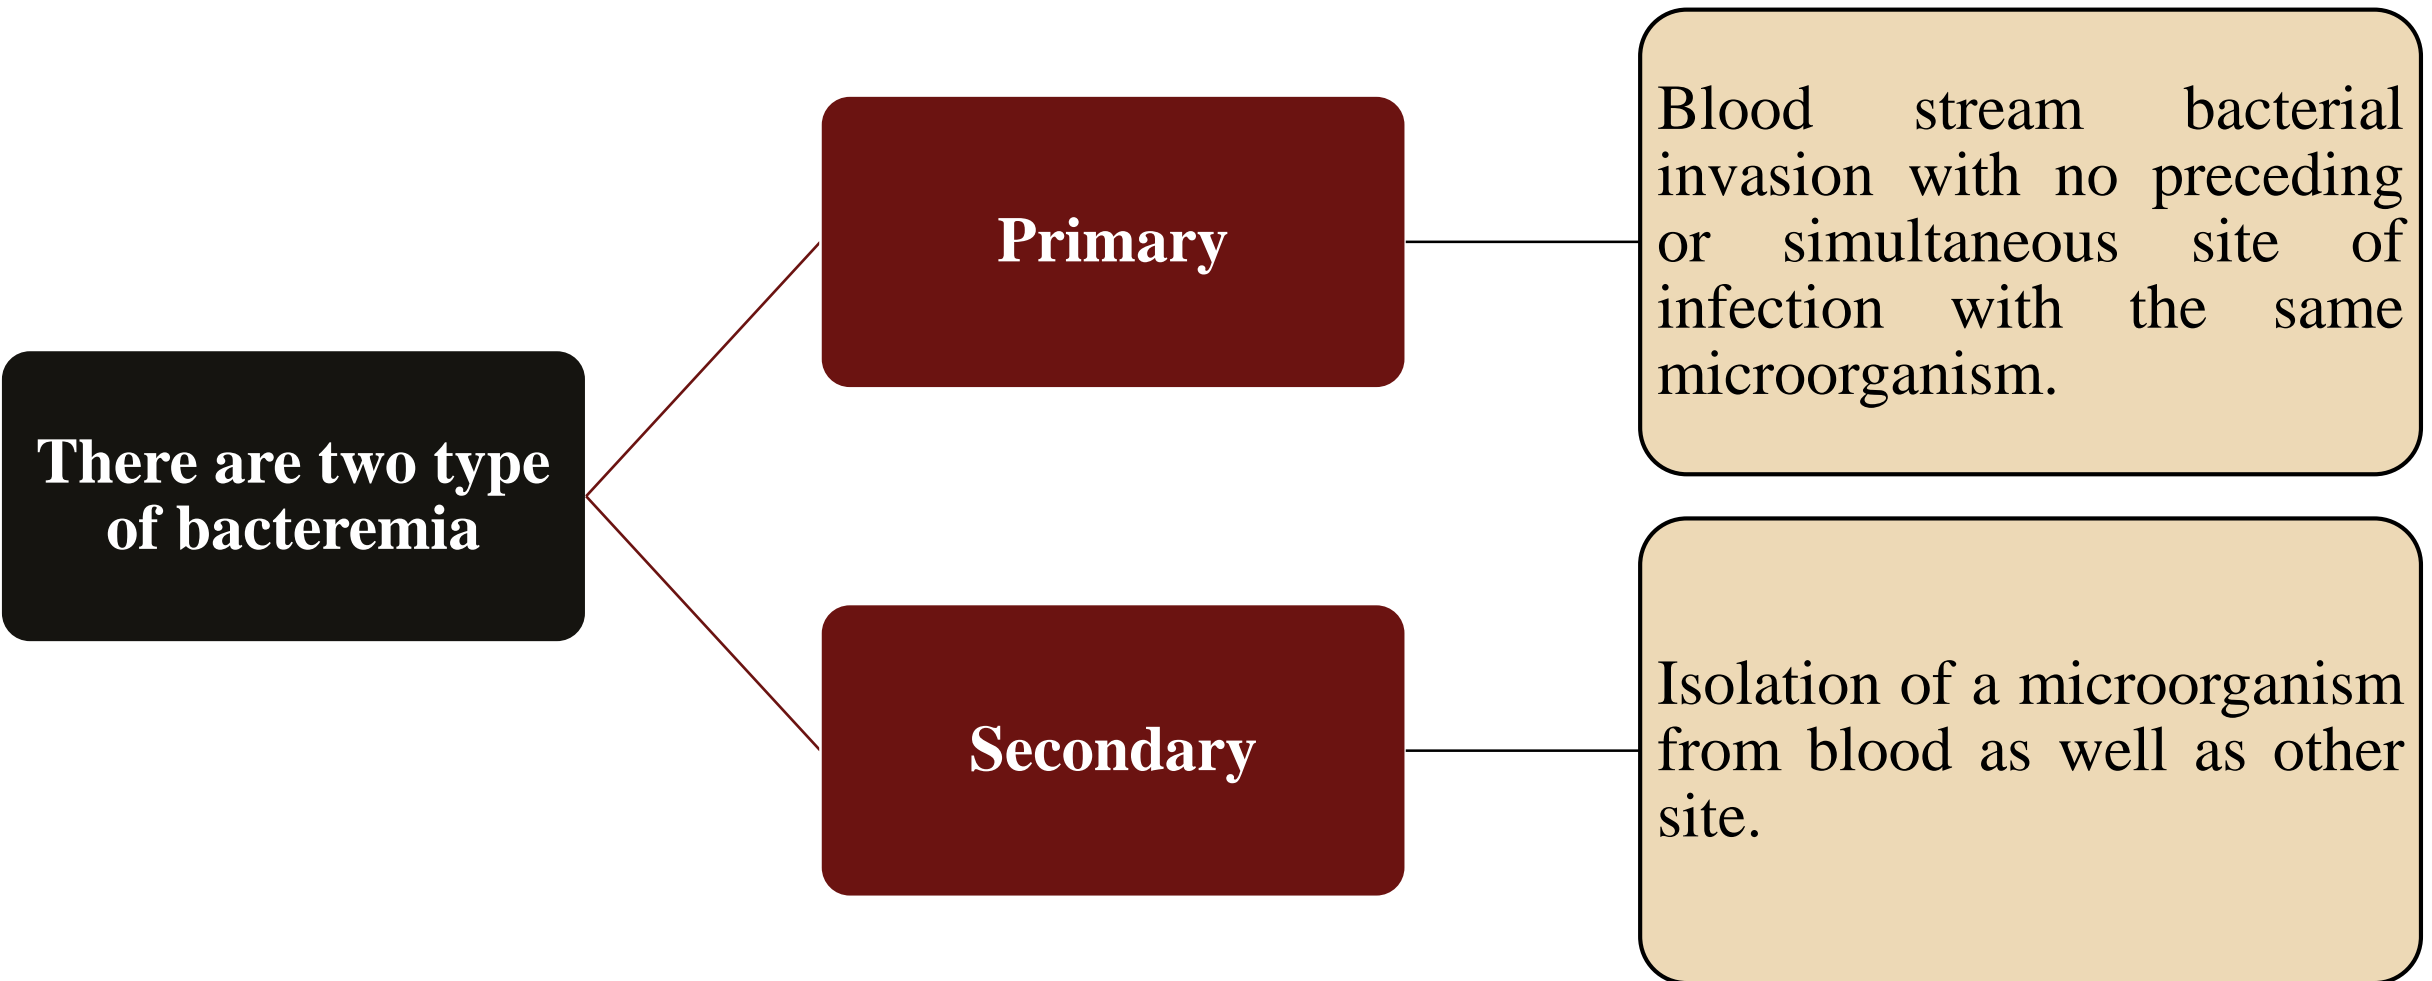 There are two type
of bacteremia
Primary
Blood stream bacterial
invasion with no preceding
or simultaneous site of
infection with the same
microorganism.
Secondary
Isolation of a microorganism
from blood as well as other
site.